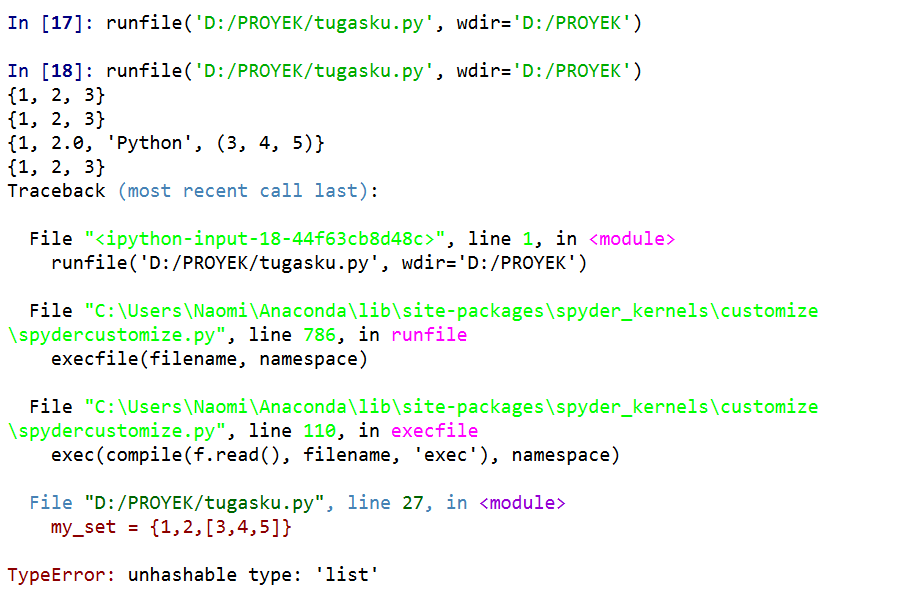 In [17]: runfile('D:/PROYEK/tugasku.py', wdir='D:/PROYEK')
In [18]: runfile('D:/PROYEK/tugasku.py', wdir='D:/PROYEK')
{1, 2, 3}
{1, 2, 3}
{1, 2.0, 'Python', (3, 4, 5)}
{1, 2, 3}
Traceback (most recent call last):
File "<ipython-input-18-44f63cb8d48c>", line 1, in <module>
runfile('D:/PROYEK/tugasku.py', wdir='D:/PROYEK')
File "C:\Users\Naomi\Anaconda\lib\site-packages\spyder_kernels\customize
\spydercustomize.py", line 786, in runfile
execfile(filename, namespace)
File "C:\Users\Naomi\Anaconda\lib\site-packages\spyder_kernels\customize
\spydercustomize.py", line 110, in execfile
exec(compile(f.read(), filename, 'exec'), namespace)
File "D:/PROYEK/tugasku.py", line 27, in <module>
my_set = {1,2,[3,4,5]}
TypeError: unhashable type: 'list'